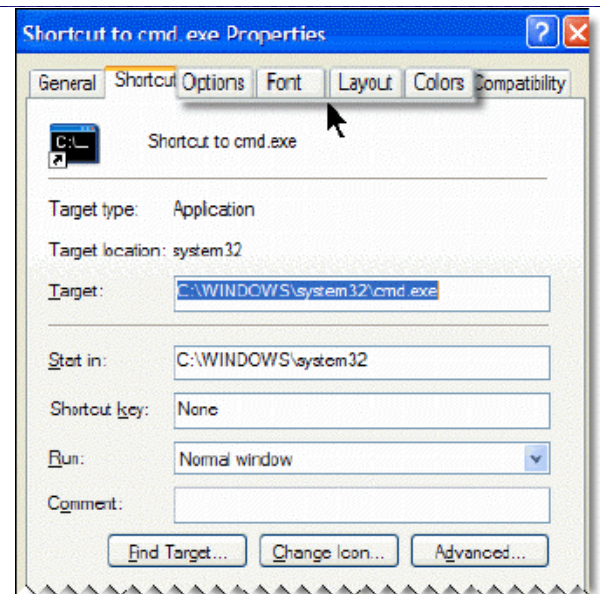 Shortcut to cmd.exe Properties
General Shortcut Options Font Layout Colors Compatibility
C:\_
Shortcut to cmd.exe
Target type: Application
Target location: system32
Target: C:\WINDOWS\system32\cmd.exe
Start in: C:\WINDOWS\system32
Shortcut key: None
Run: Normal window
Comment:
Find Target... Change Icon... Advanced...